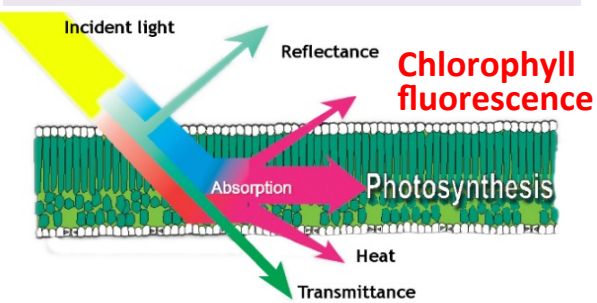 Incident light
Reflectance
Chlorophyll
fluorescence
Absorption
Photosynthesis
Heat
Transmittance